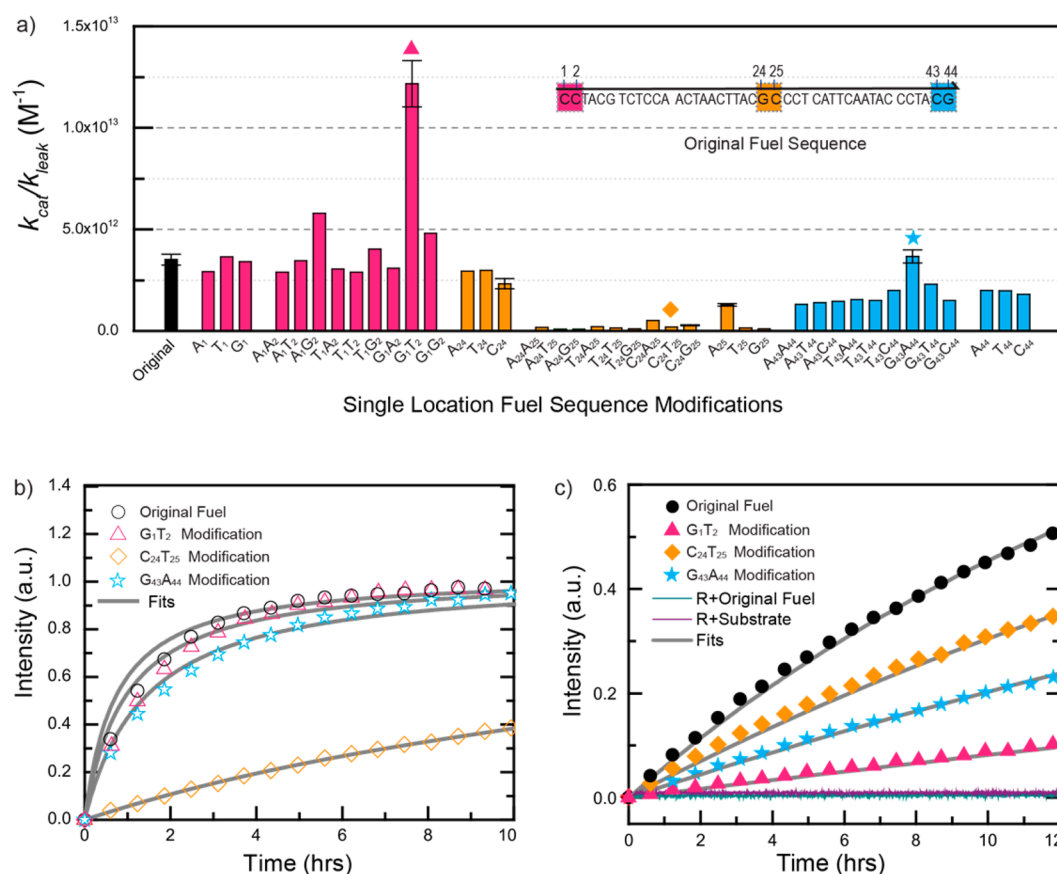 a)
1.5x10¹³
1.0x10¹³
5.0x10¹²
0.0
k_cat/k_leak (M⁻¹)
1 2 24 25 43 44
CCTACG TCTCCA ACTAACTTACGCCCT CATTCAATAC CCTACG
Original Fuel Sequence
Original A₁ T₁ G₁ A₁A₂ A₁T₂ A₁G₂ T₁A₂ T₁T₂ T₁G₂ G₁A₂ G₁T₂ G₁G₂ A₂₄ T₂₄ C₂₄ A₂₄A₂₅ A₂₄T₂₅ A₂₄G₂₅ T₂₄A₂₅ T₂₄T₂₅ T₂₄G₂₅ C₂₄A₂₅ C₂₄T₂₅ C₂₄G₂₅ A₂₅ T₂₅ G₂₅ A₄₃A₄₄ A₄₃T₄₄ A₄₃C₄₄ T₄₃A₄₄ T₄₃T₄₄ T₄₃C₄₄ G₄₃A₄₄ G₄₃T₄₄ G₄₃C₄₄ A₄₄ T₄₄ C₄₄
Single Location Fuel Sequence Modifications
b)
1.4
1.2
1.0
0.8
0.6
0.4
0.2
0.0
Intensity (a.u.)
Original Fuel
G₁T₂ Modification
C₂₄T₂₅ Modification
G₄₃A₄₄ Modification
Fits
0 2 4 6 8 10
Time (hrs)
c)
0.6
0.4
0.2
0.0
Intensity (a.u.)
Original Fuel
G₁T₂ Modification
C₂₄T₂₅ Modification
G₄₃A₄₄ Modification
R+Original Fuel
R+Substrate
Fits
0 2 4 6 8 10 12
Time (hrs)